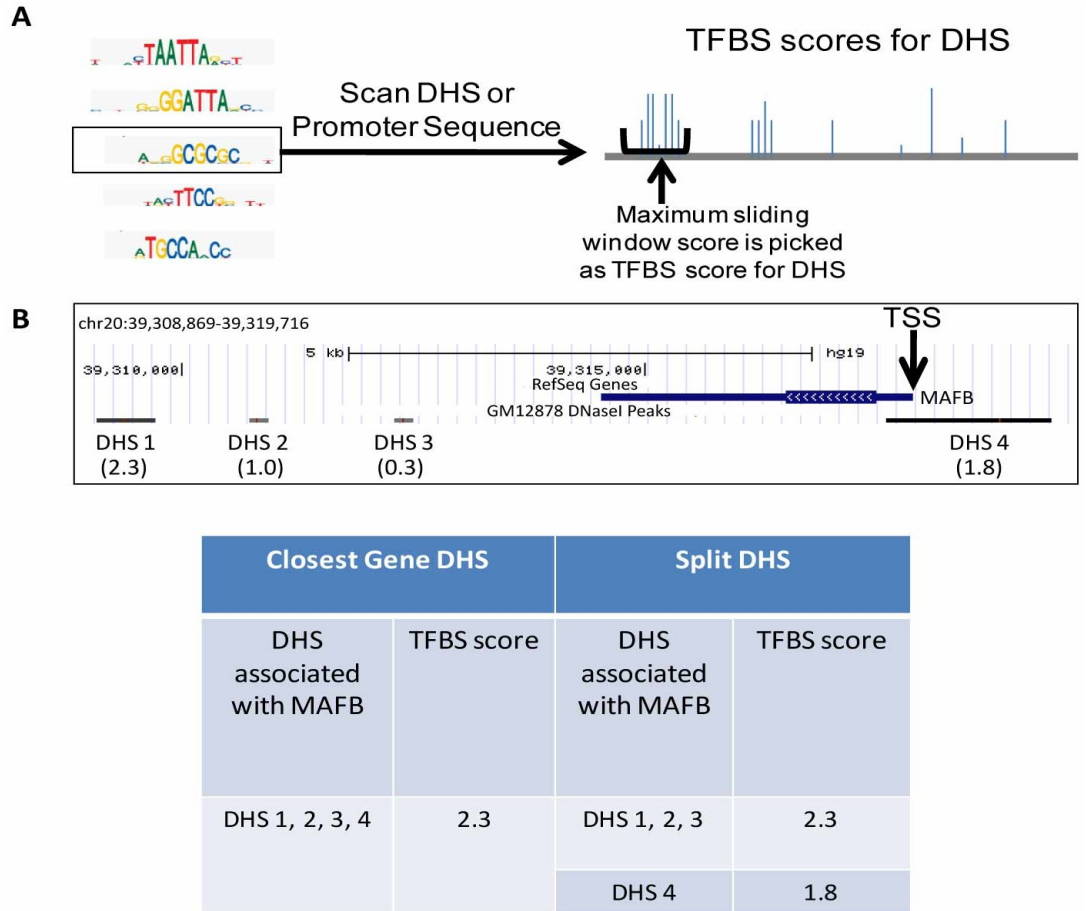 A
TAATTA
GGATTA
GCGCGC
TTCC
ATGCCA CC
Scan DHS or
Promoter Sequence
TFBS scores for DHS
Maximum sliding
window score is picked
as TFBS score for DHS
B
chr20:39,308,869-39,319,716
TSS
5 kb
hg19
39,310,000|
39,315,000|
RefSeq Genes
MAFB
GM12878 DNaseI Peaks
DHS 1
(2.3)
DHS 2
(1.0)
DHS 3
(0.3)
DHS 4
(1.8)
Closest Gene DHS
Split DHS
DHS
associated
with MAFB
TFBS score
DHS
associated
with MAFB
TFBS score
DHS 1, 2, 3, 4
2.3
DHS 1, 2, 3
2.3
DHS 4
1.8